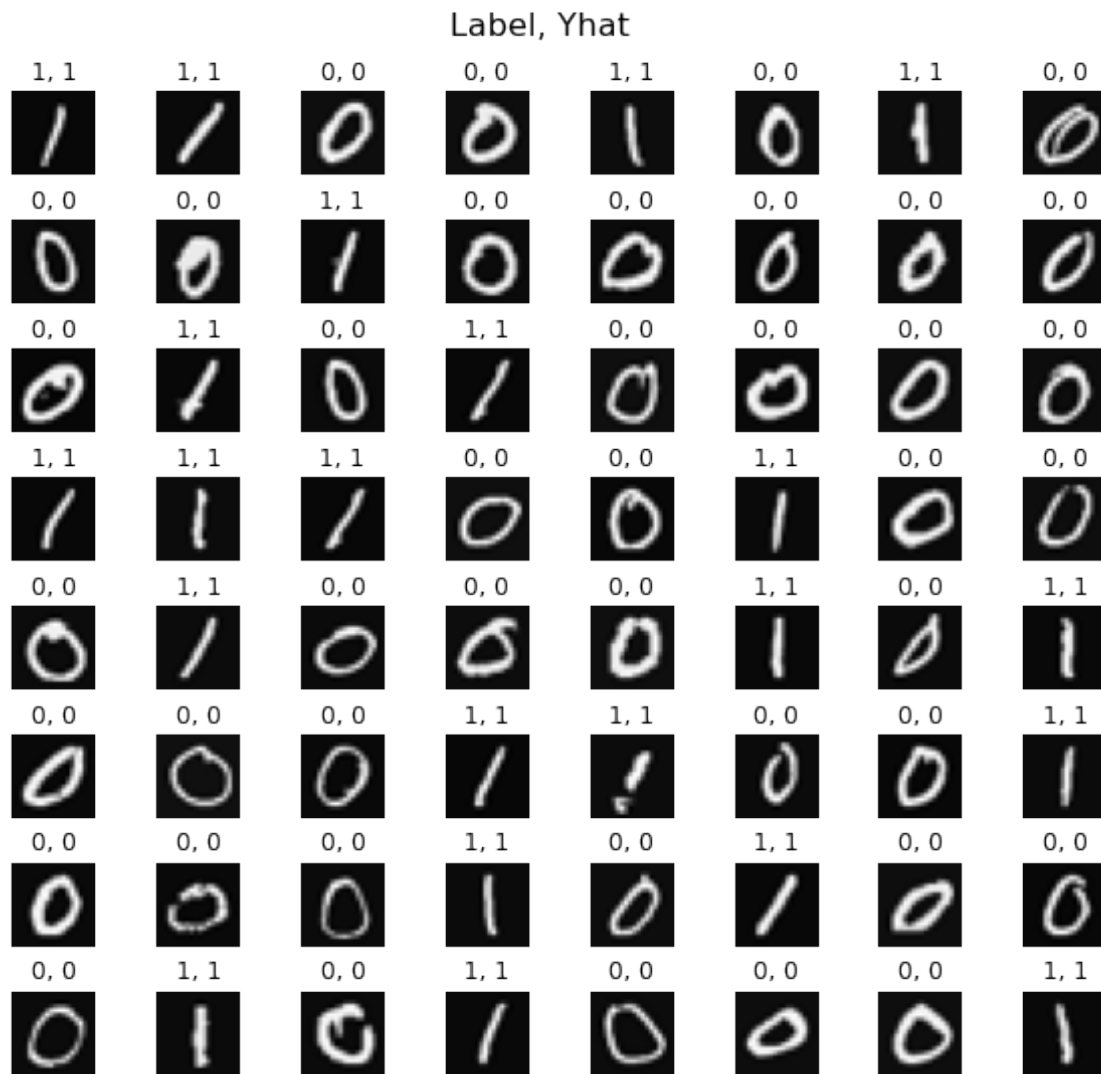 Label, Yhat
1, 1 1, 1 0, 0 0, 0 1, 1 0, 0 1, 1 0, 0
0, 0 0, 0 1, 1 0, 0 0, 0 0, 0 0, 0 0, 0
0, 0 1, 1 0, 0 1, 1 0, 0 0, 0 0, 0 0, 0
1, 1 1, 1 1, 1 0, 0 0, 0 1, 1 0, 0 0, 0
0, 0 1, 1 0, 0 0, 0 0, 0 1, 1 0, 0 1, 1
0, 0 0, 0 0, 0 1, 1 1, 1 0, 0 0, 0 1, 1
0, 0 0, 0 0, 0 1, 1 0, 0 1, 1 0, 0 0, 0
0, 0 1, 1 0, 0 1, 1 0, 0 0, 0 0, 0 1, 1